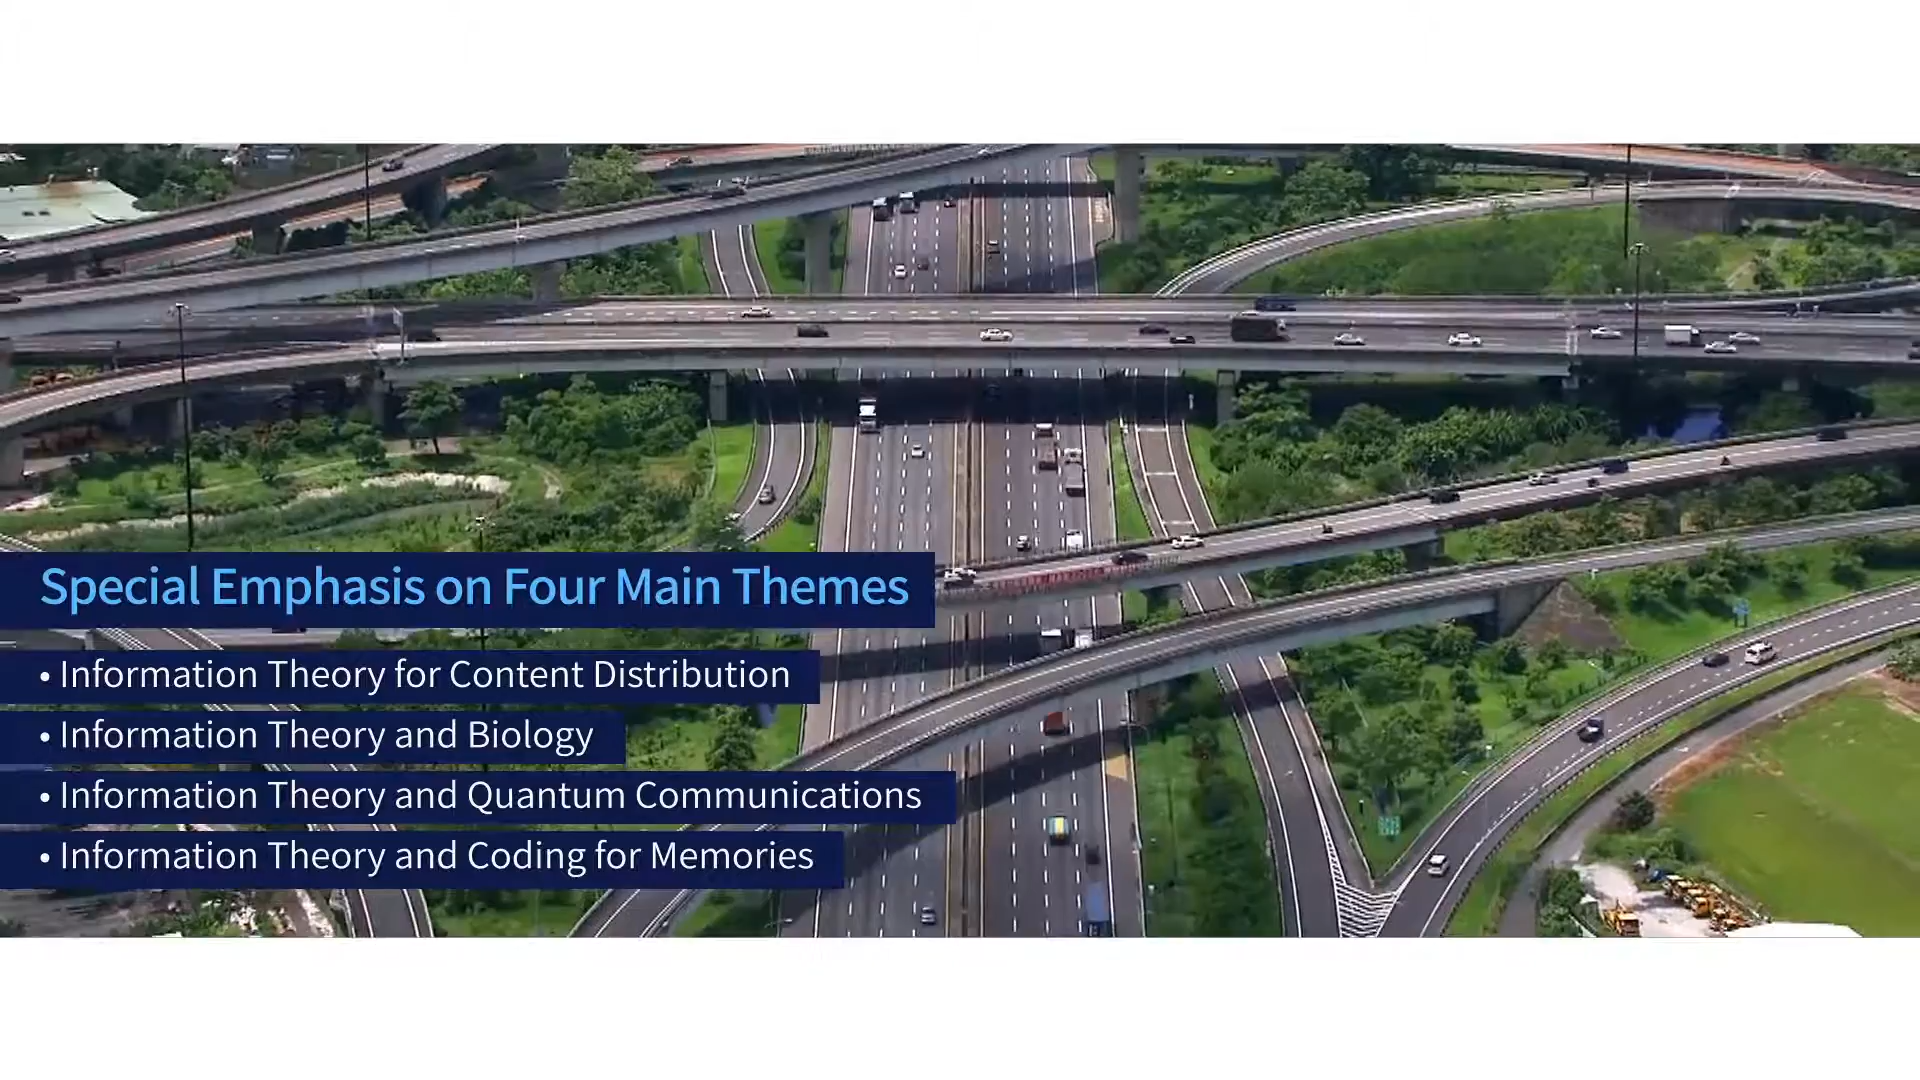 Special Emphasis on Four Main Themes
• Information Theory for Content Distribution
• Information Theory and Biology
• Information Theory and Quantum Communications
• Information Theory and Coding for Memories